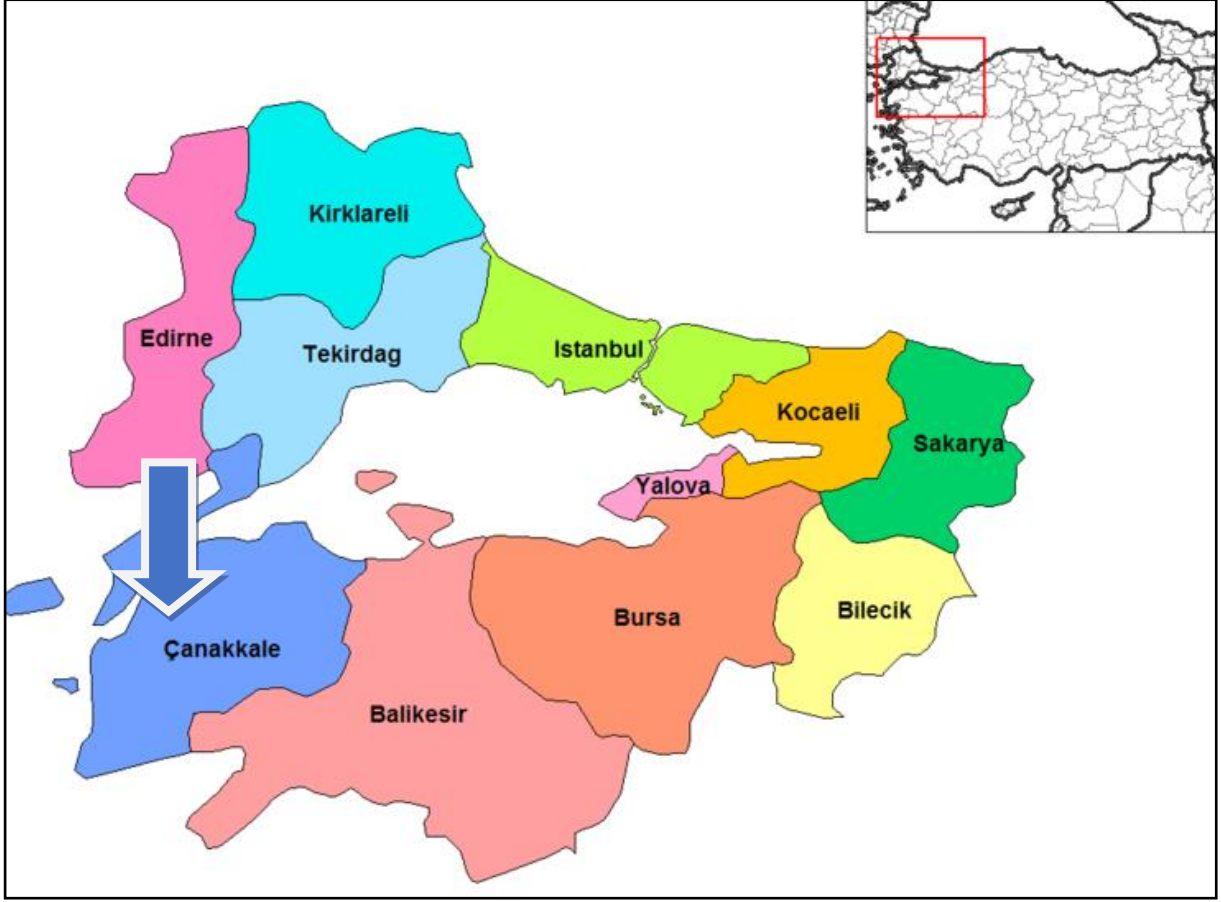 Kirklareli
Edirne
Tekirdag
Istanbul
Kocaeli
Sakarya
Yalova
Bursa
Bilecik
Çanakkale
Balikesir